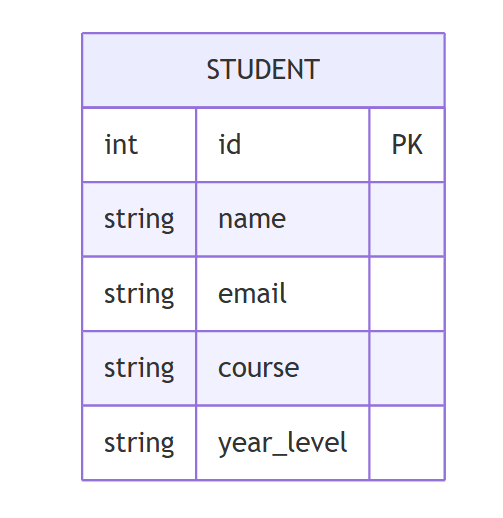 STUDENT
int id PK
string name
string email
string course
string year_level